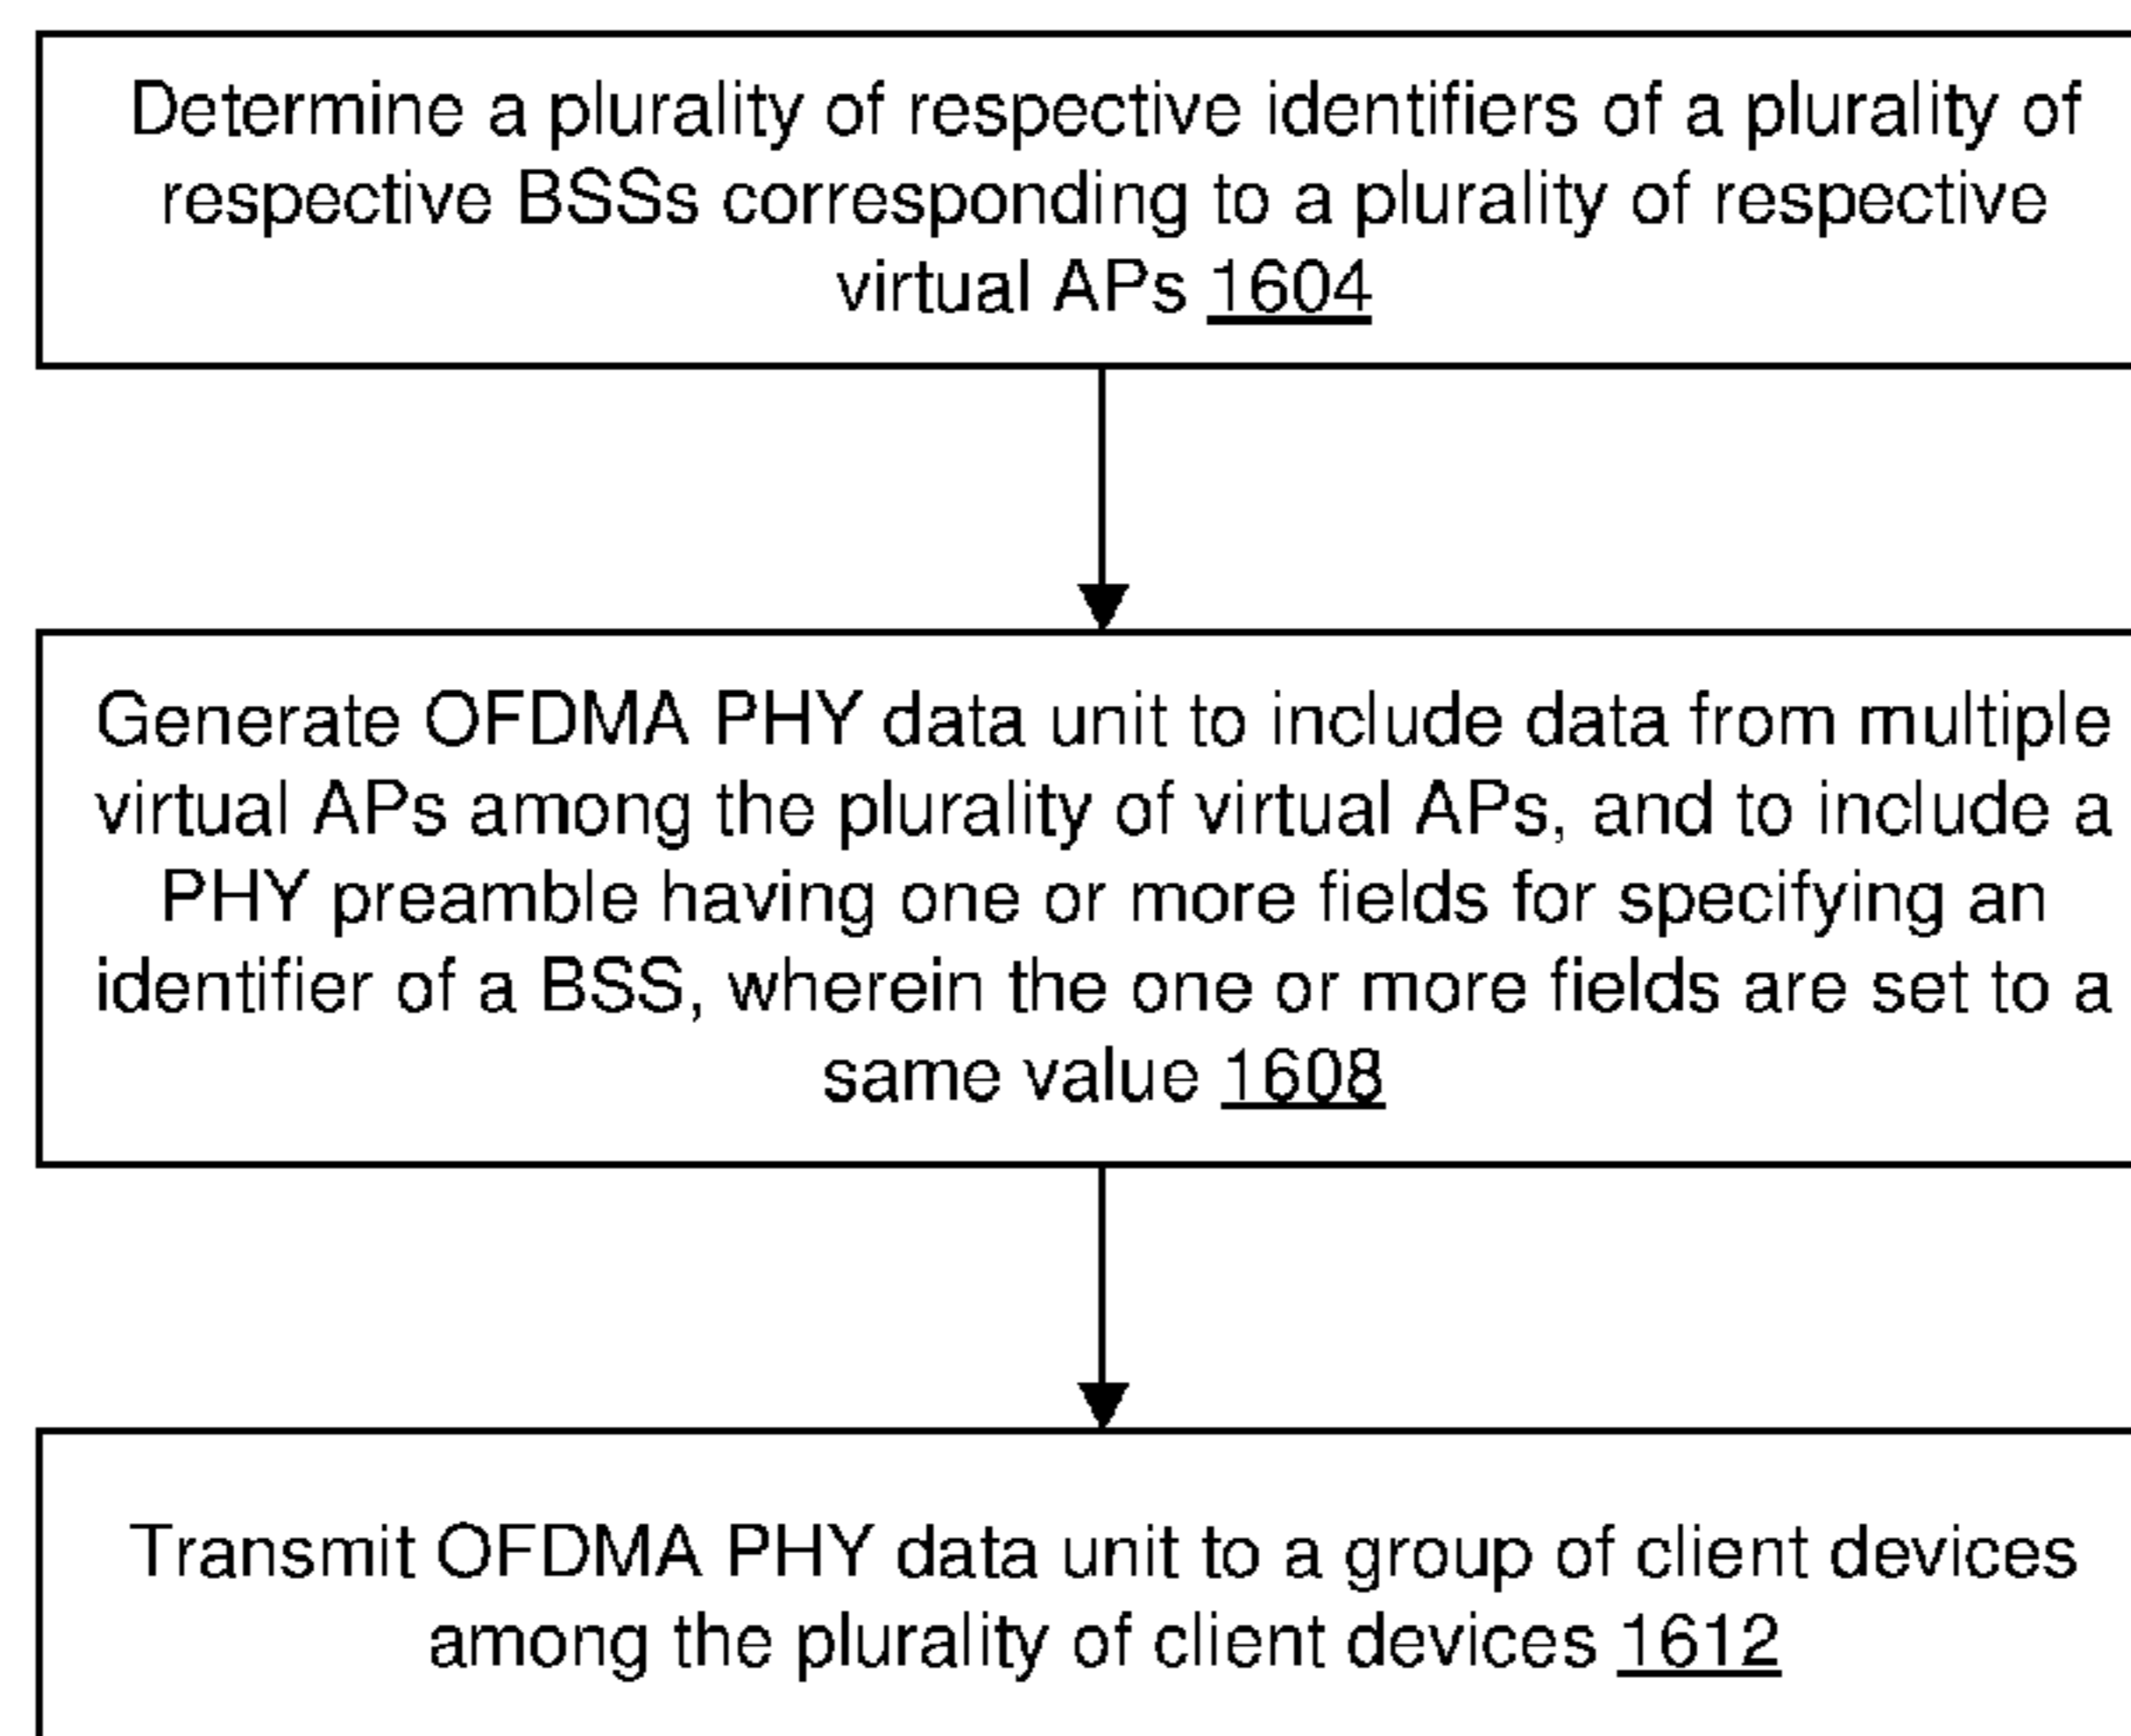 Determine a plurality of respective identifiers of a plurality of
respective BSSs corresponding to a plurality of respective
virtual APs 1604
Generate OFDMA PHY data unit to include data from multiple
virtual APs among the plurality of virtual APs, and to include a
PHY preamble having one or more fields for specifying an
identifier of a BSS, wherein the one or more fields are set to a
same value 1608
Transmit OFDMA PHY data unit to a group of client devices
among the plurality of client devices 1612